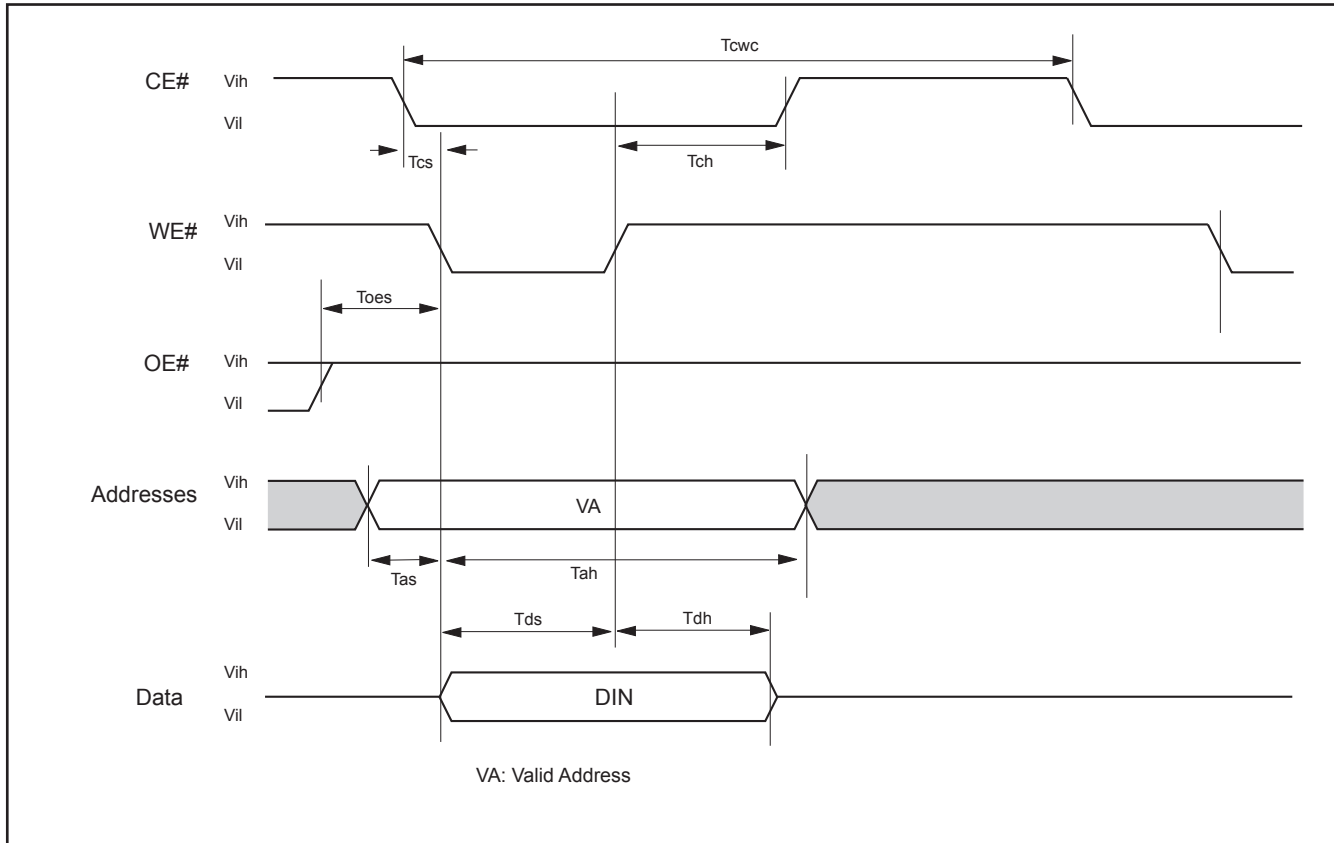 Tcwc
CE#
Vih
Vil
Tcs
Tch
WE#
Vih
Vil
Toes
OE#
Vih
Vil
Addresses
Vih
Vil
VA
Tas
Tah
Tds
Tdh
Data
Vih
Vil
DIN
VA: Valid Address